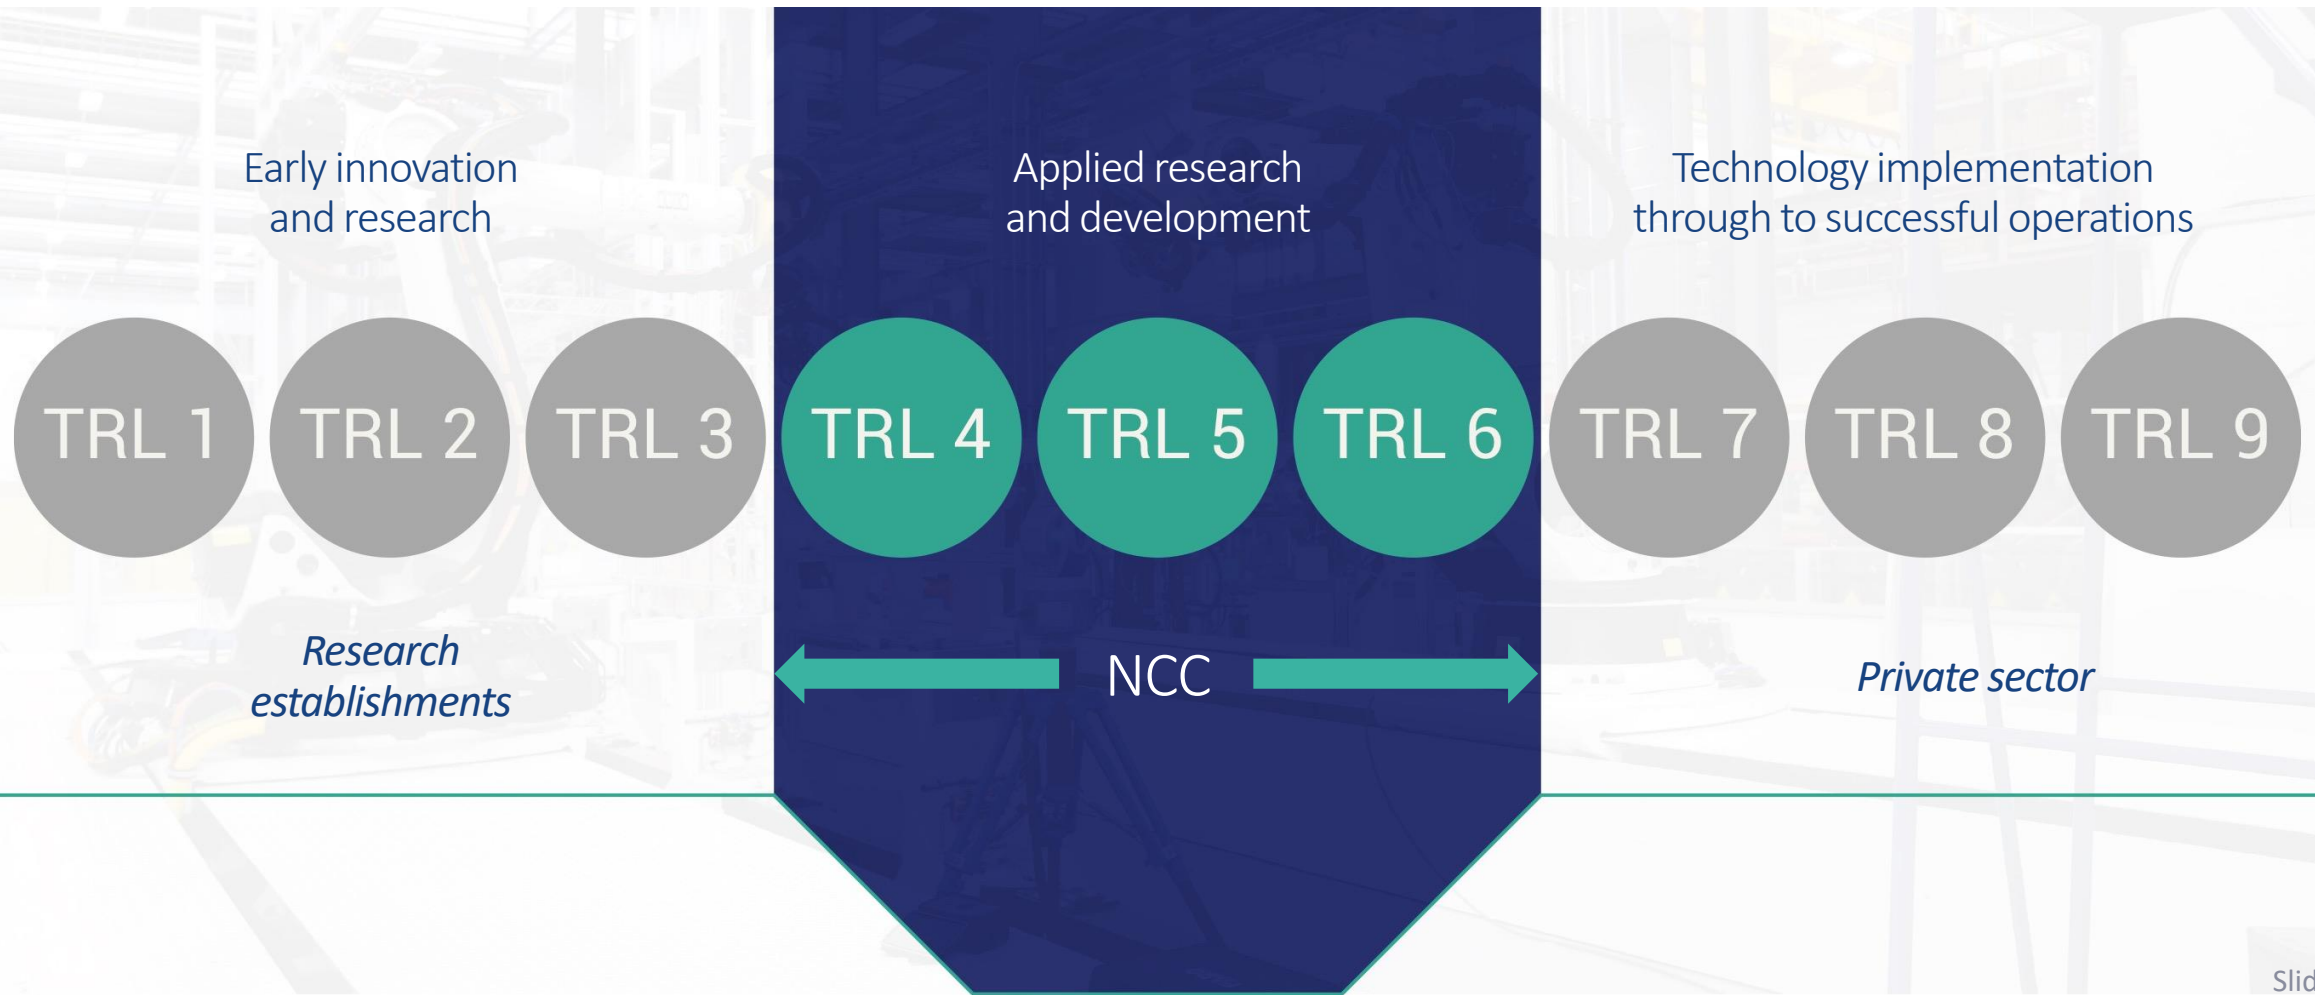 Early innovation
and research
Applied research
and development
Technology implementation
through to successful operations
TRL 1
TRL 2
TRL 3
TRL 4
TRL 5
TRL 6
TRL 7
TRL 8
TRL 9
Research
establishments
NCC
Private sector
Slid